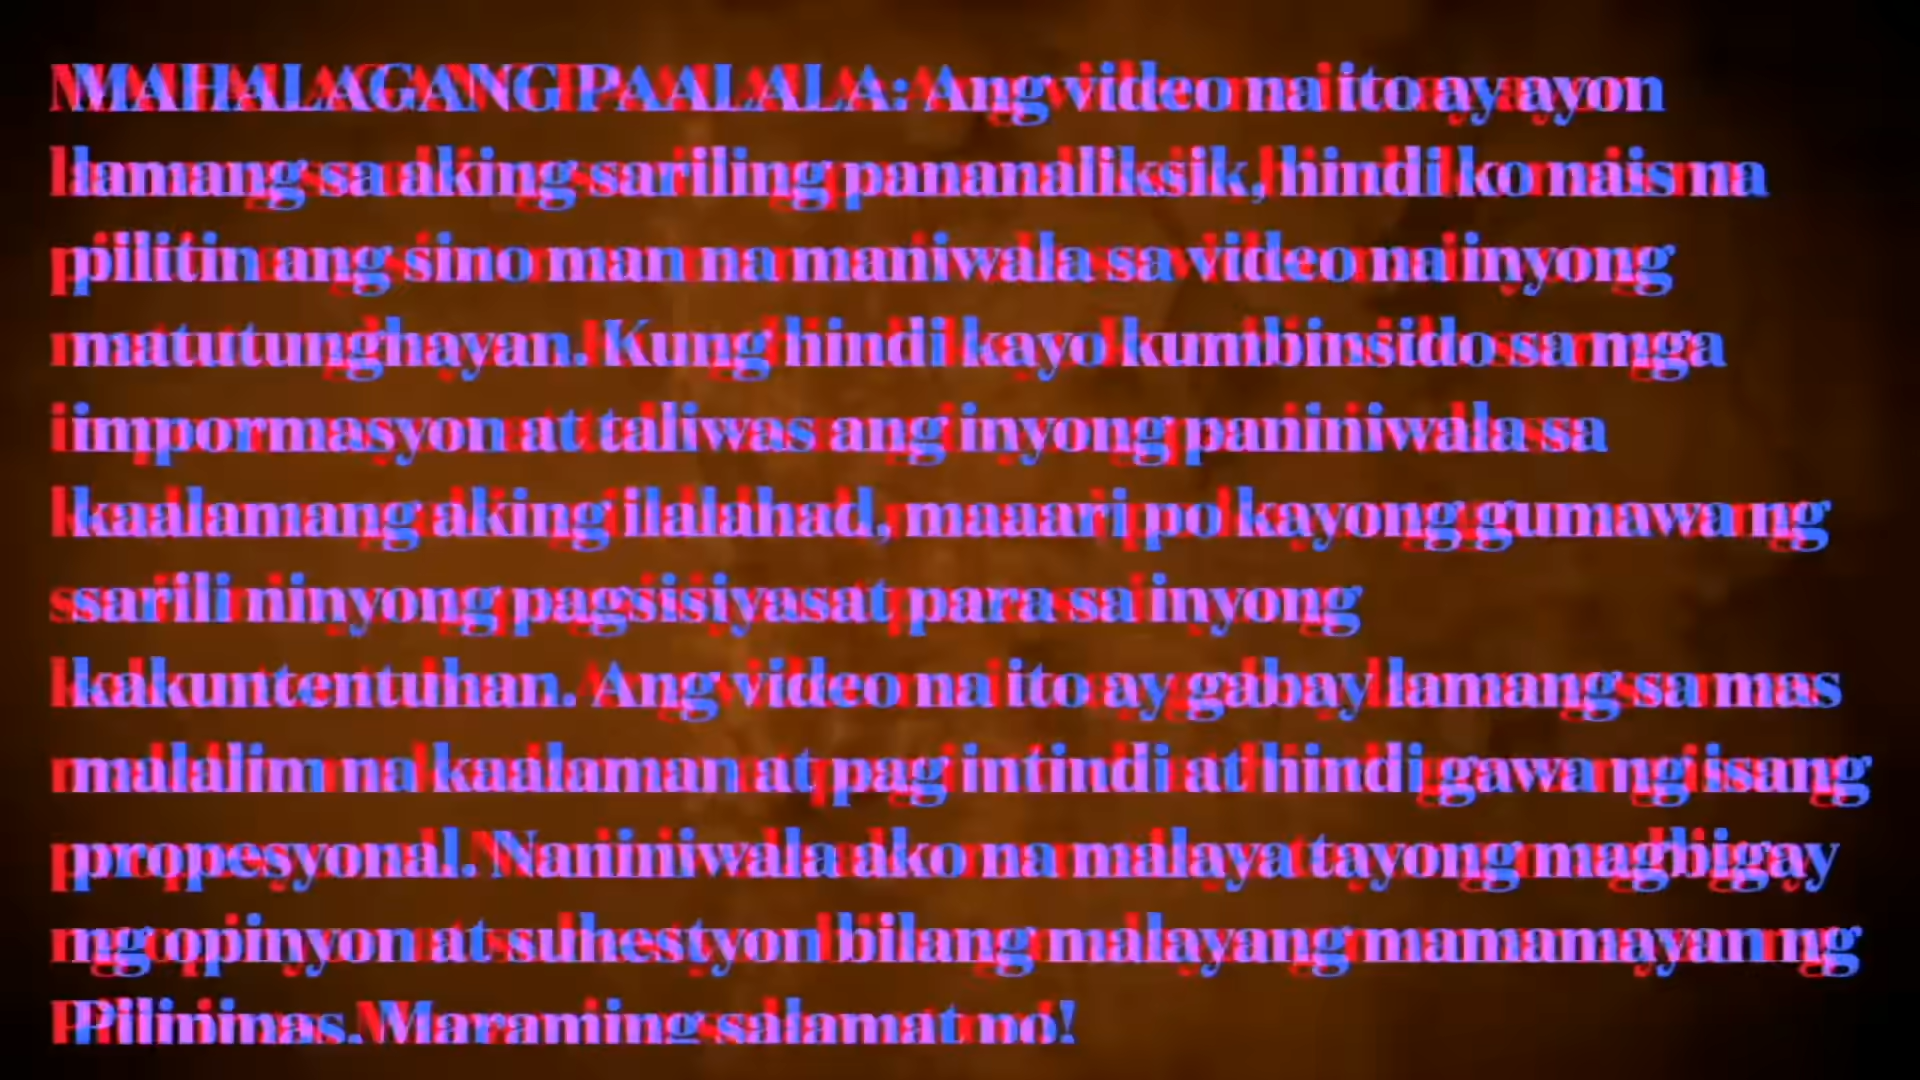 MAHALAGANG PAALALA: Ang video na ito ay ayon
lamang sa aking sariling pananaliksik, hindi ko nais na
pilitin ang sino man na maniwala sa video na inyong
matutunghayan. Kung hindi kayo kumbinsido sa mga
impormasyon at taliwas ang inyong paniniwala sa
kaalamang aking ilalahad, maaari po kayong gumawa ng
sarili ninyong pagsisiyasat para sa inyong
kakuntentuhan. Ang video na ito ay gabay lamang sa mas
malalim na kaalaman at pag intindi at hindi gawa ng isang
propesyonal. Naniniwala ako na malaya tayong magbigay
ng opinyon at suhestyon bilang malayang mamamayan ng
Pilipinas. Maraming salamat po!